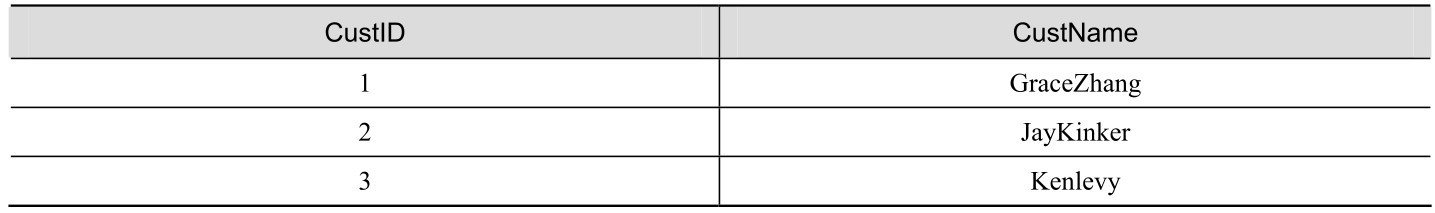 CustID CustName
1 GraceZhang
2 JayKinker
3 Kenlevy